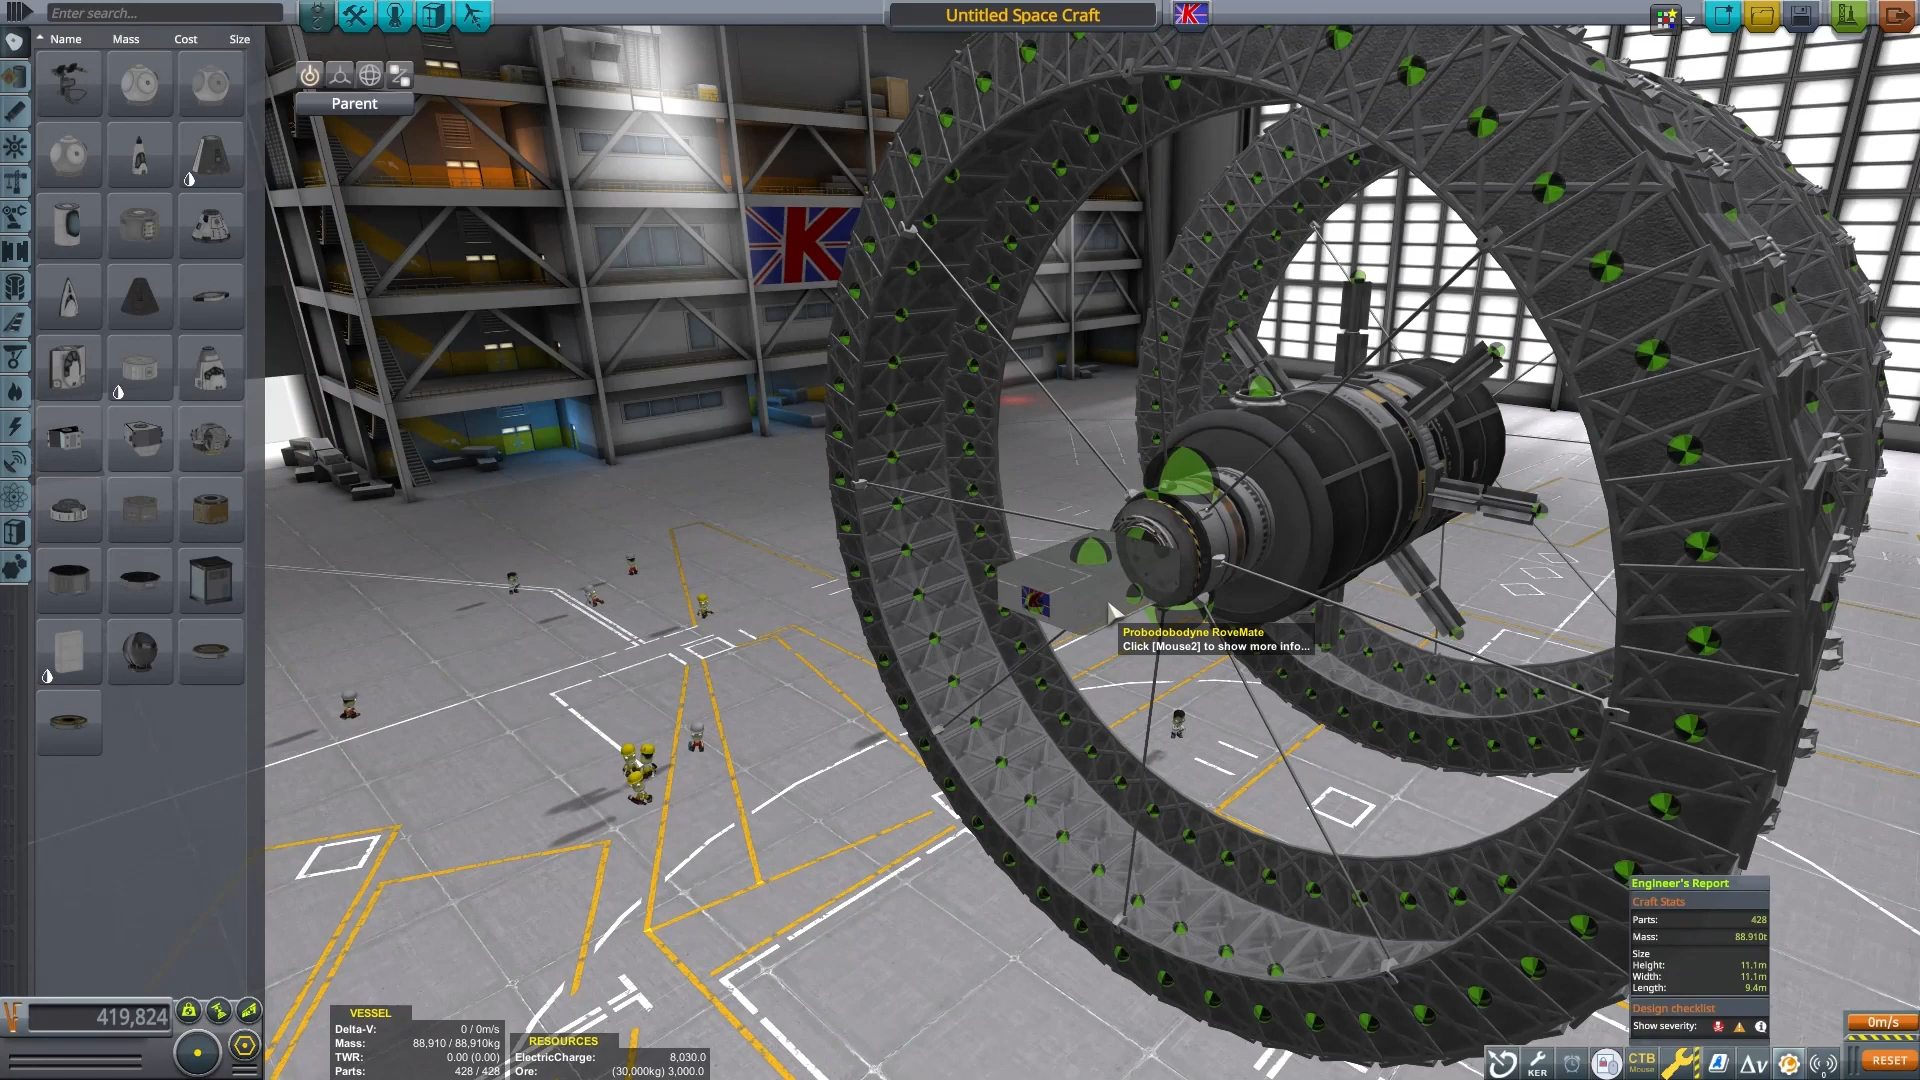 Enter search...
Untitled Space Craft
K
Name Mass Cost Size
Parent
K
Probodobodyne RoveMate
Click [Mouse2] to show more info...
Engineer's Report
Craft Stats
Parts: 428
Mass: 88.910t
Size
Height: 11.1m
Width: 11.1m
Length: 9.4m
Design checklist
Show severity:
419,824
VESSEL
Delta-V: 0 / 0m/s
Mass: 88,910 / 88,910kg
TWR: 0.00 (0.00)
Parts: 428 / 428
RESOURCES
ElectricCharge: 8,030.0
Ore: (30,000kg) 3,000.0
0m/s
KER
CTB
Mouse
Δv
RESET